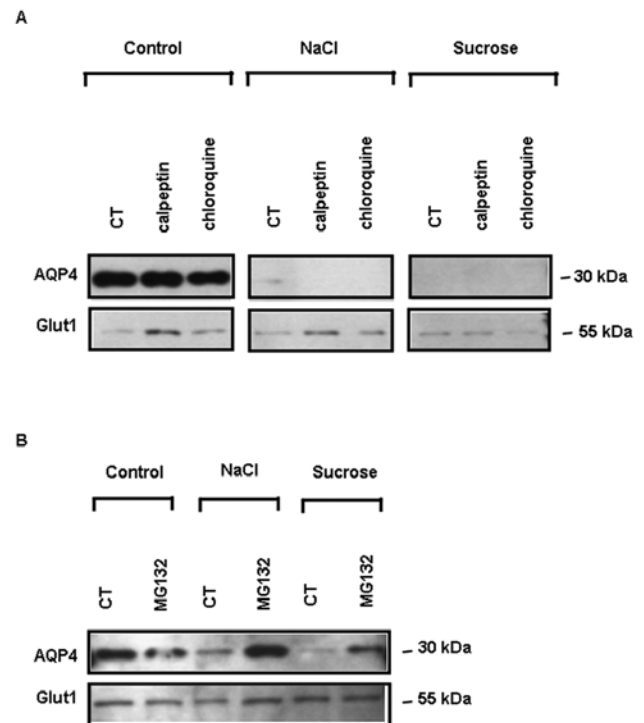 A
Control NaCl Sucrose
CT calpeptin chloroquine CT calpeptin chloroquine CT calpeptin chloroquine
AQP4 – 30 kDa
Glut1 – 55 kDa
B
Control NaCl Sucrose
CT MG132 CT MG132 CT MG132
AQP4 – 30 kDa
Glut1 – 55 kDa